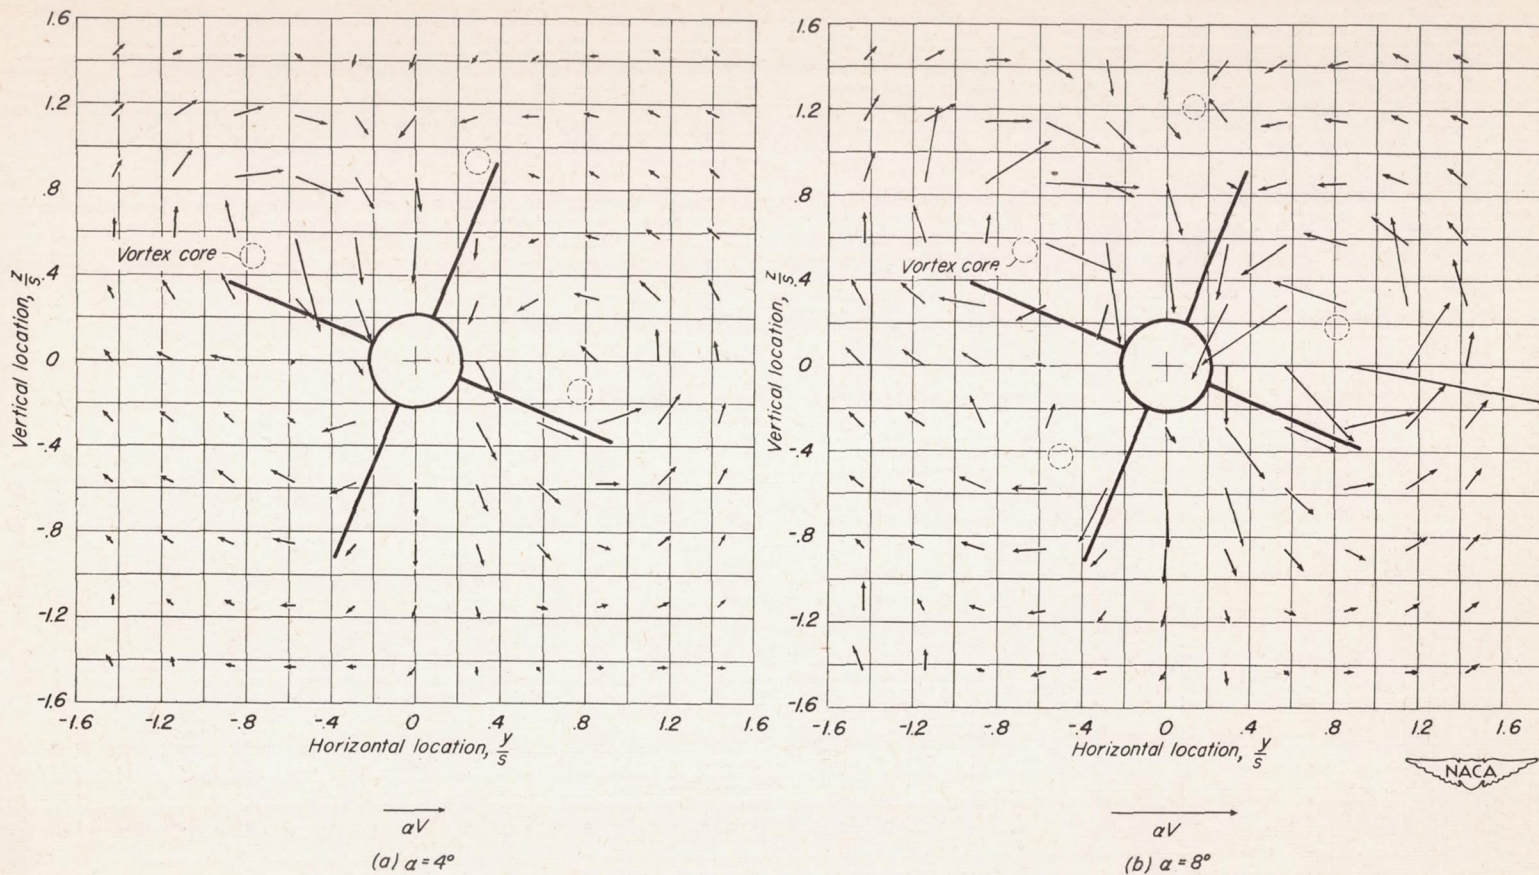 1.6
1.2
.8
.4
0
-.4
-.8
-1.2
-1.6
Vertical location, z/s
Vortex core
-1.6 -1.2 -.8 -.4 0 .4 .8 1.2 1.6
Horizontal location, y/s
αV
(a) α = 4°
1.6
1.2
.8
.4
0
-.4
-.8
-1.2
-1.6
Vertical location, z/s
Vortex core
-1.6 -1.2 -.8 -.4 0 .4 .8 1.2 1.6
Horizontal location, y/s
NACA
αV
(b) α = 8°